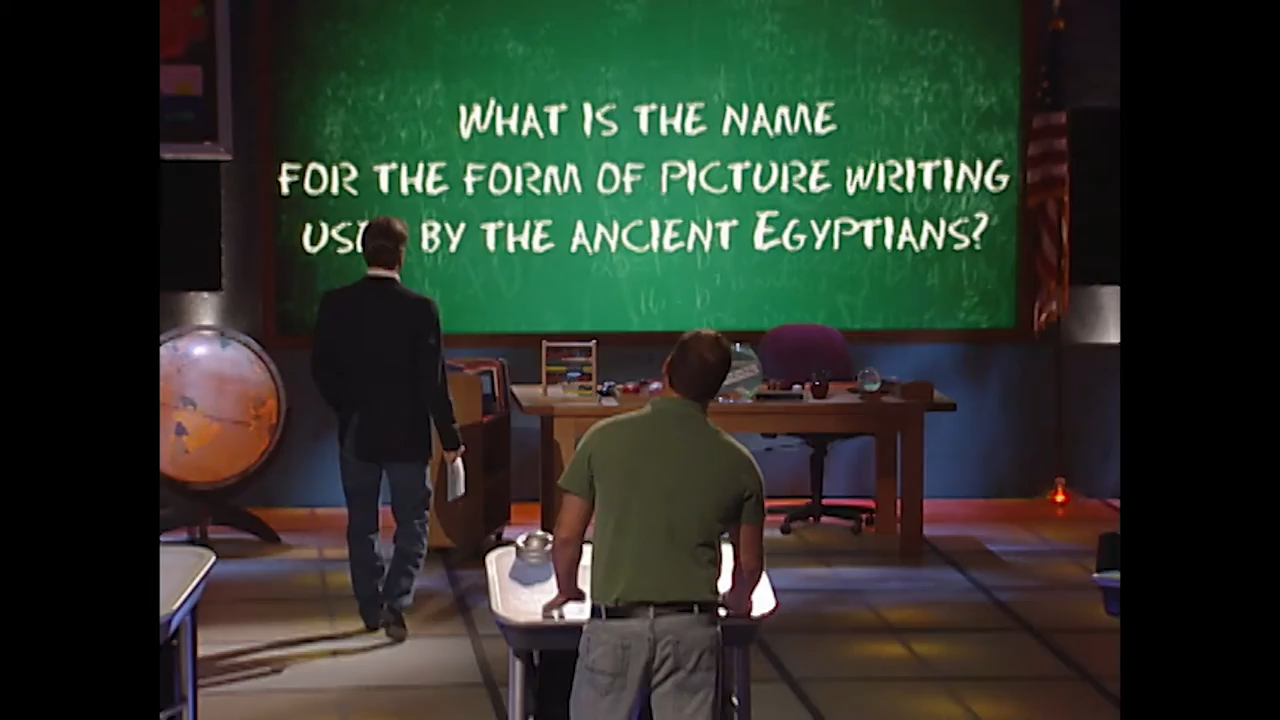 WHAT IS THE NAME
FOR THE FORM OF PICTURE WRITING
BY THE ANCIENT EGYPTIANS?